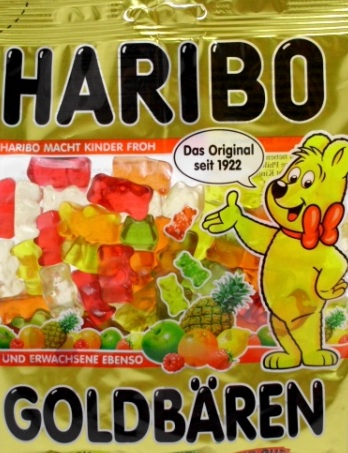 HARIBO
HARIBO MACHT KINDER FROH
Das Original
seit 1922
UND ERWACHSENE EBENSO
GOLDBÄREN